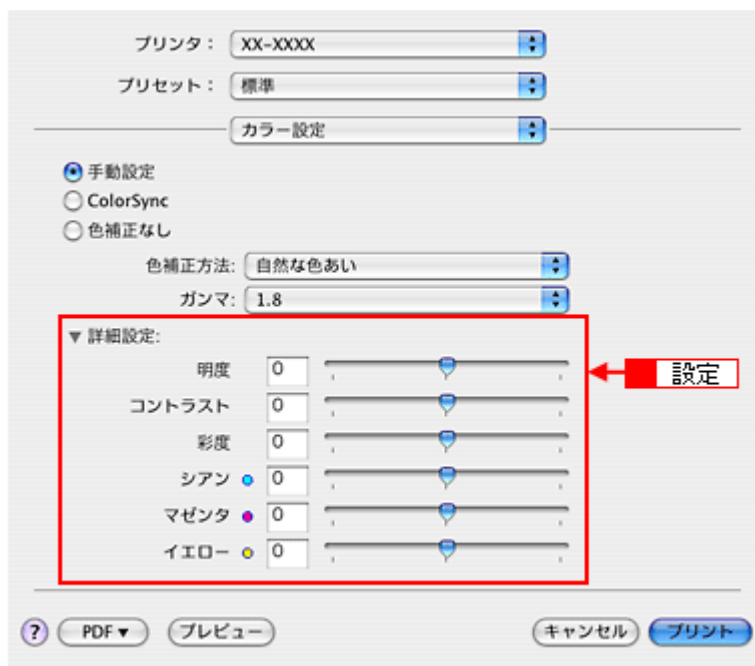 プリンタ： XX-XXXX
プリセット： 標準
カラー設定
手動設定
ColorSync
色補正なし
色補正方法: 自然な色あい
ガンマ: 1.8
▼ 詳細設定:
明度 0
設定
コントラスト 0
彩度 0
シアン 0
マゼンタ 0
イエロー 0
? PDF▼ プレビュー キャンセル プリント